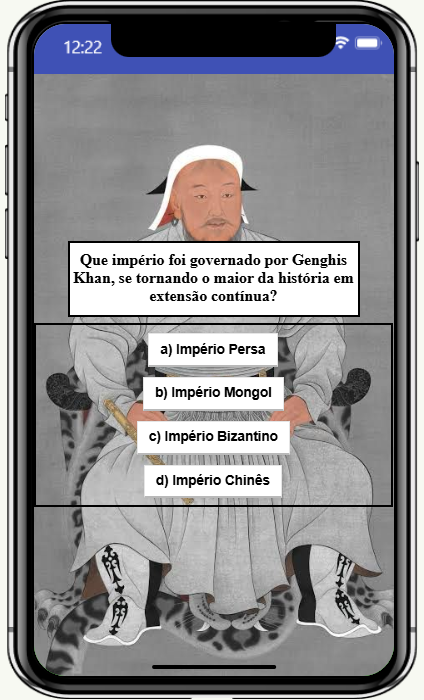 12:22
Que império foi governado por Genghis
Khan, se tornando o maior da história em
extensão contínua?
a) Império Persa
b) Império Mongol
c) Império Bizantino
d) Império Chinês